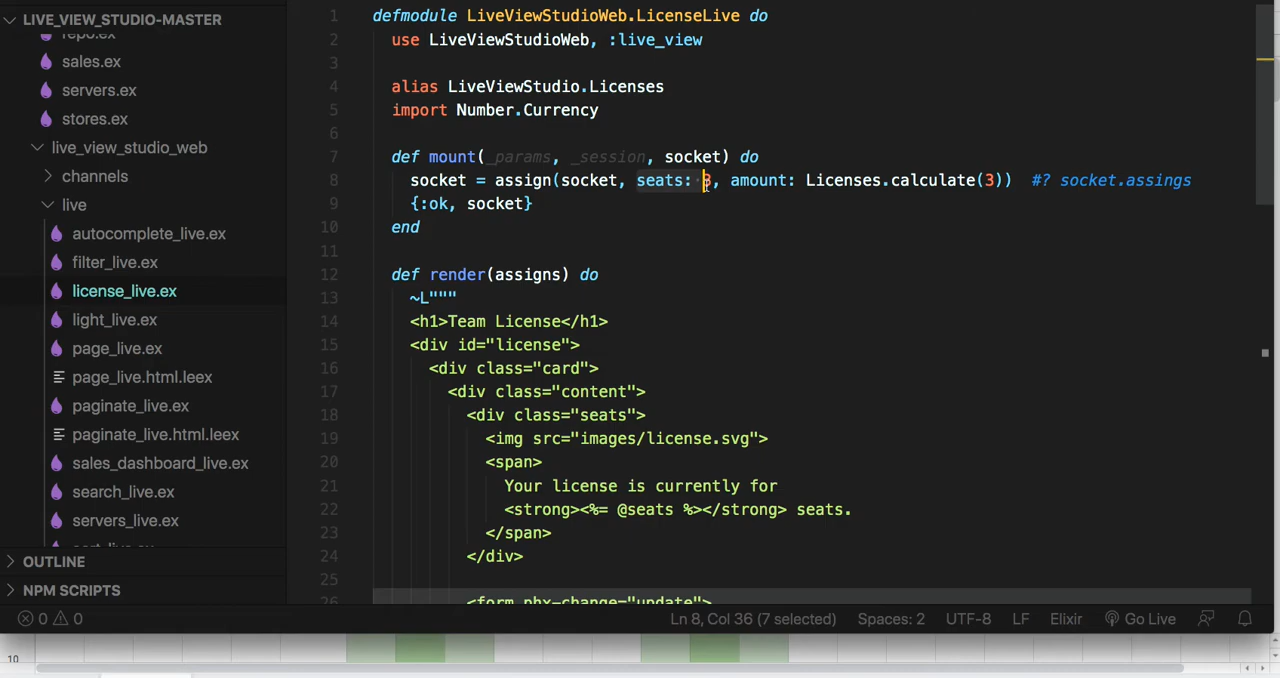 LIVE_VIEW_STUDIO-MASTER
repo.ex
sales.ex
servers.ex
stores.ex
live_view_studio_web
channels
live
autocomplete_live.ex
filter_live.ex
license_live.ex
light_live.ex
page_live.ex
page_live.html.leex
paginate_live.ex
paginate_live.html.leex
sales_dashboard_live.ex
search_live.ex
servers_live.ex
OUTLINE
NPM SCRIPTS
1 defmodule LiveViewStudioWeb.LicenseLive do
2 use LiveViewStudioWeb, :live_view
3
4 alias LiveViewStudio.Licenses
5 import Number.Currency
6
7 def mount(_params, _session, socket) do
8 socket = assign(socket, seats: 3, amount: Licenses.calculate(3)) #? socket.assings
9 {:ok, socket}
10 end
11
12 def render(assigns) do
13 ~L"""
14 <h1>Team License</h1>
15 <div id="license">
16 <div class="card">
17 <div class="content">
18 <div class="seats">
19 <img src="images/license.svg">
20 <span>
21 Your license is currently for
22 <strong><%= @seats %></strong> seats.
23 </span>
24 </div>
25
26 <form phx-change="update">
0 0
Ln 8, Col 36 (7 selected) Spaces: 2 UTF-8 LF Elixir Go Live
10